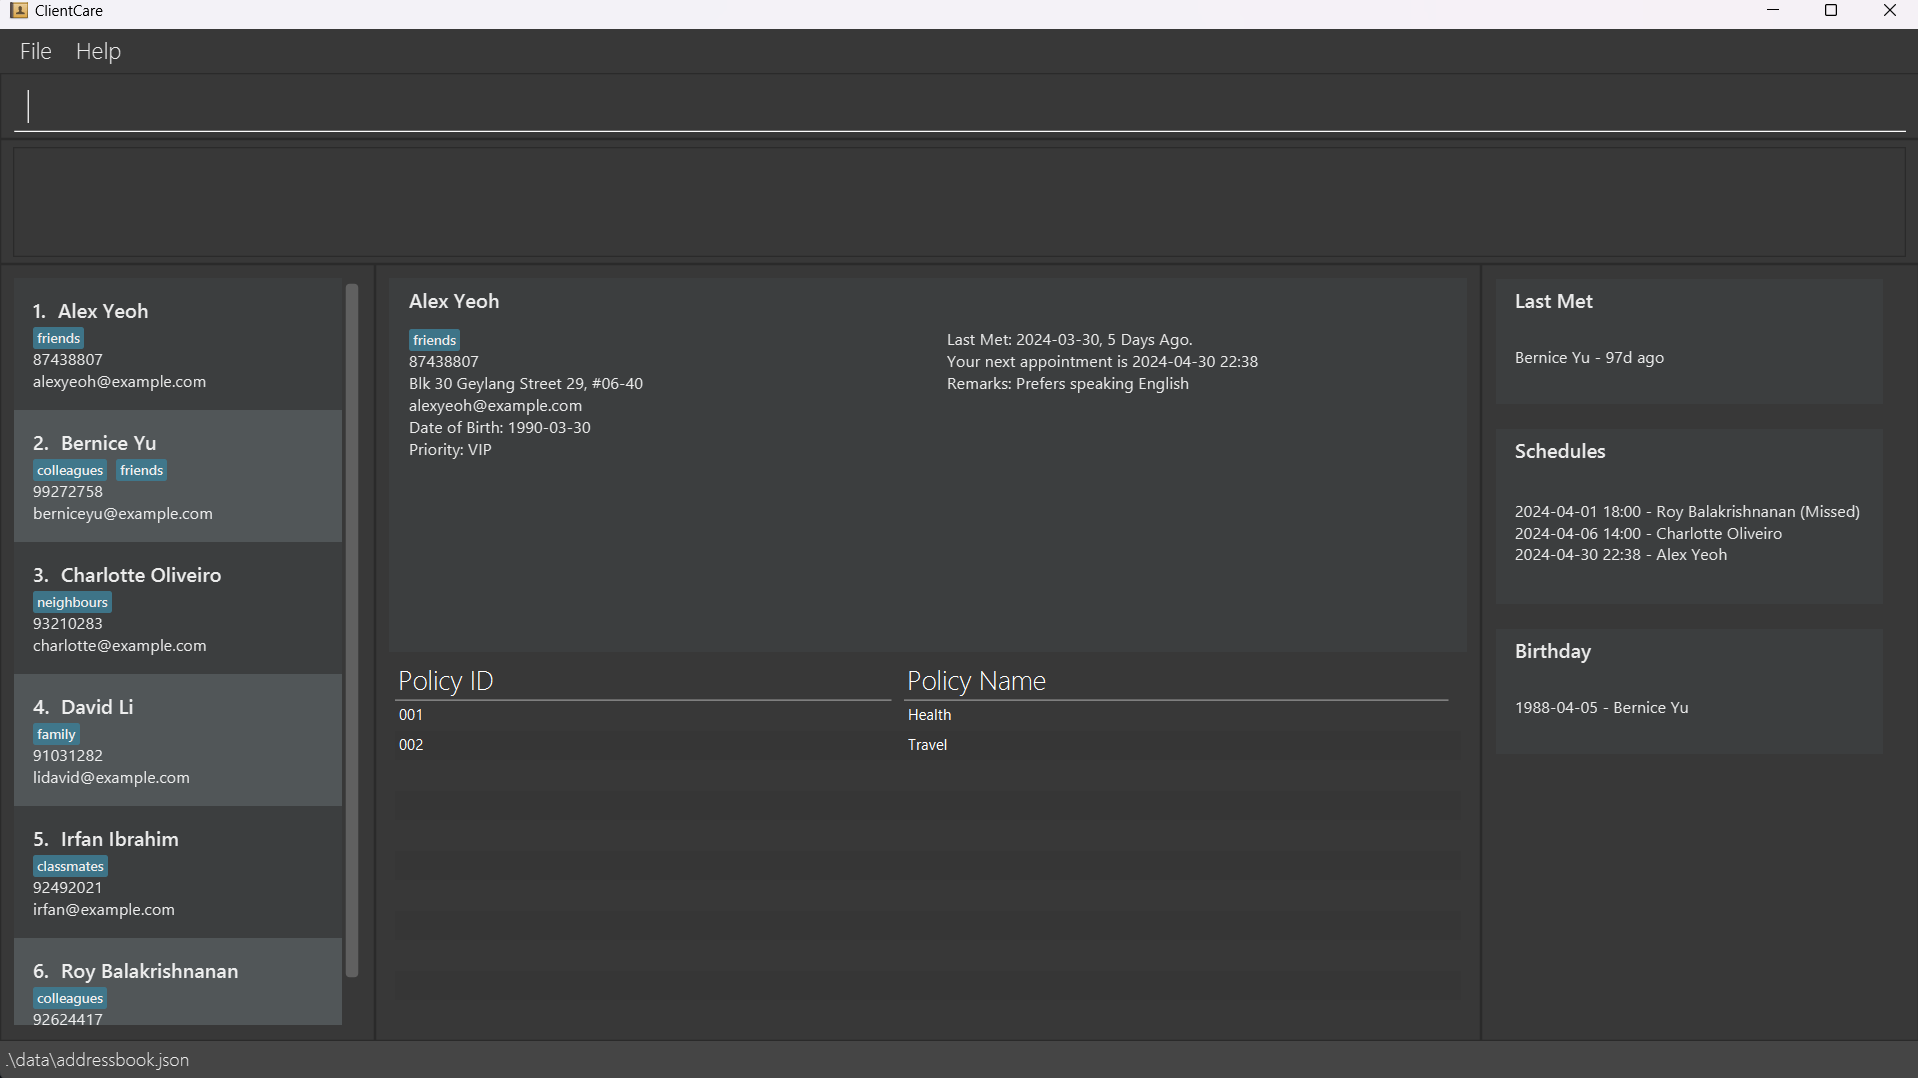 ClientCare
File Help
1. Alex Yeoh
friends
87438807
alexyeoh@example.com
2. Bernice Yu
colleagues friends
99272758
berniceyu@example.com
3. Charlotte Oliveiro
neighbours
93210283
charlotte@example.com
4. David Li
family
91031282
lidavid@example.com
5. Irfan Ibrahim
classmates
92492021
irfan@example.com
6. Roy Balakrishnanan
colleagues
92624417
Alex Yeoh
friends
87438807
Blk 30 Geylang Street 29, #06-40
alexyeoh@example.com
Date of Birth: 1990-03-30
Priority: VIP
Last Met: 2024-03-30, 5 Days Ago.
Your next appointment is 2024-04-30 22:38
Remarks: Prefers speaking English
Policy ID Policy Name
001 Health
002 Travel
Last Met
Bernice Yu - 97d ago
Schedules
2024-04-01 18:00 - Roy Balakrishnanan (Missed)
2024-04-06 14:00 - Charlotte Oliveiro
2024-04-30 22:38 - Alex Yeoh
Birthday
1988-04-05 - Bernice Yu
.\data\addressbook.json